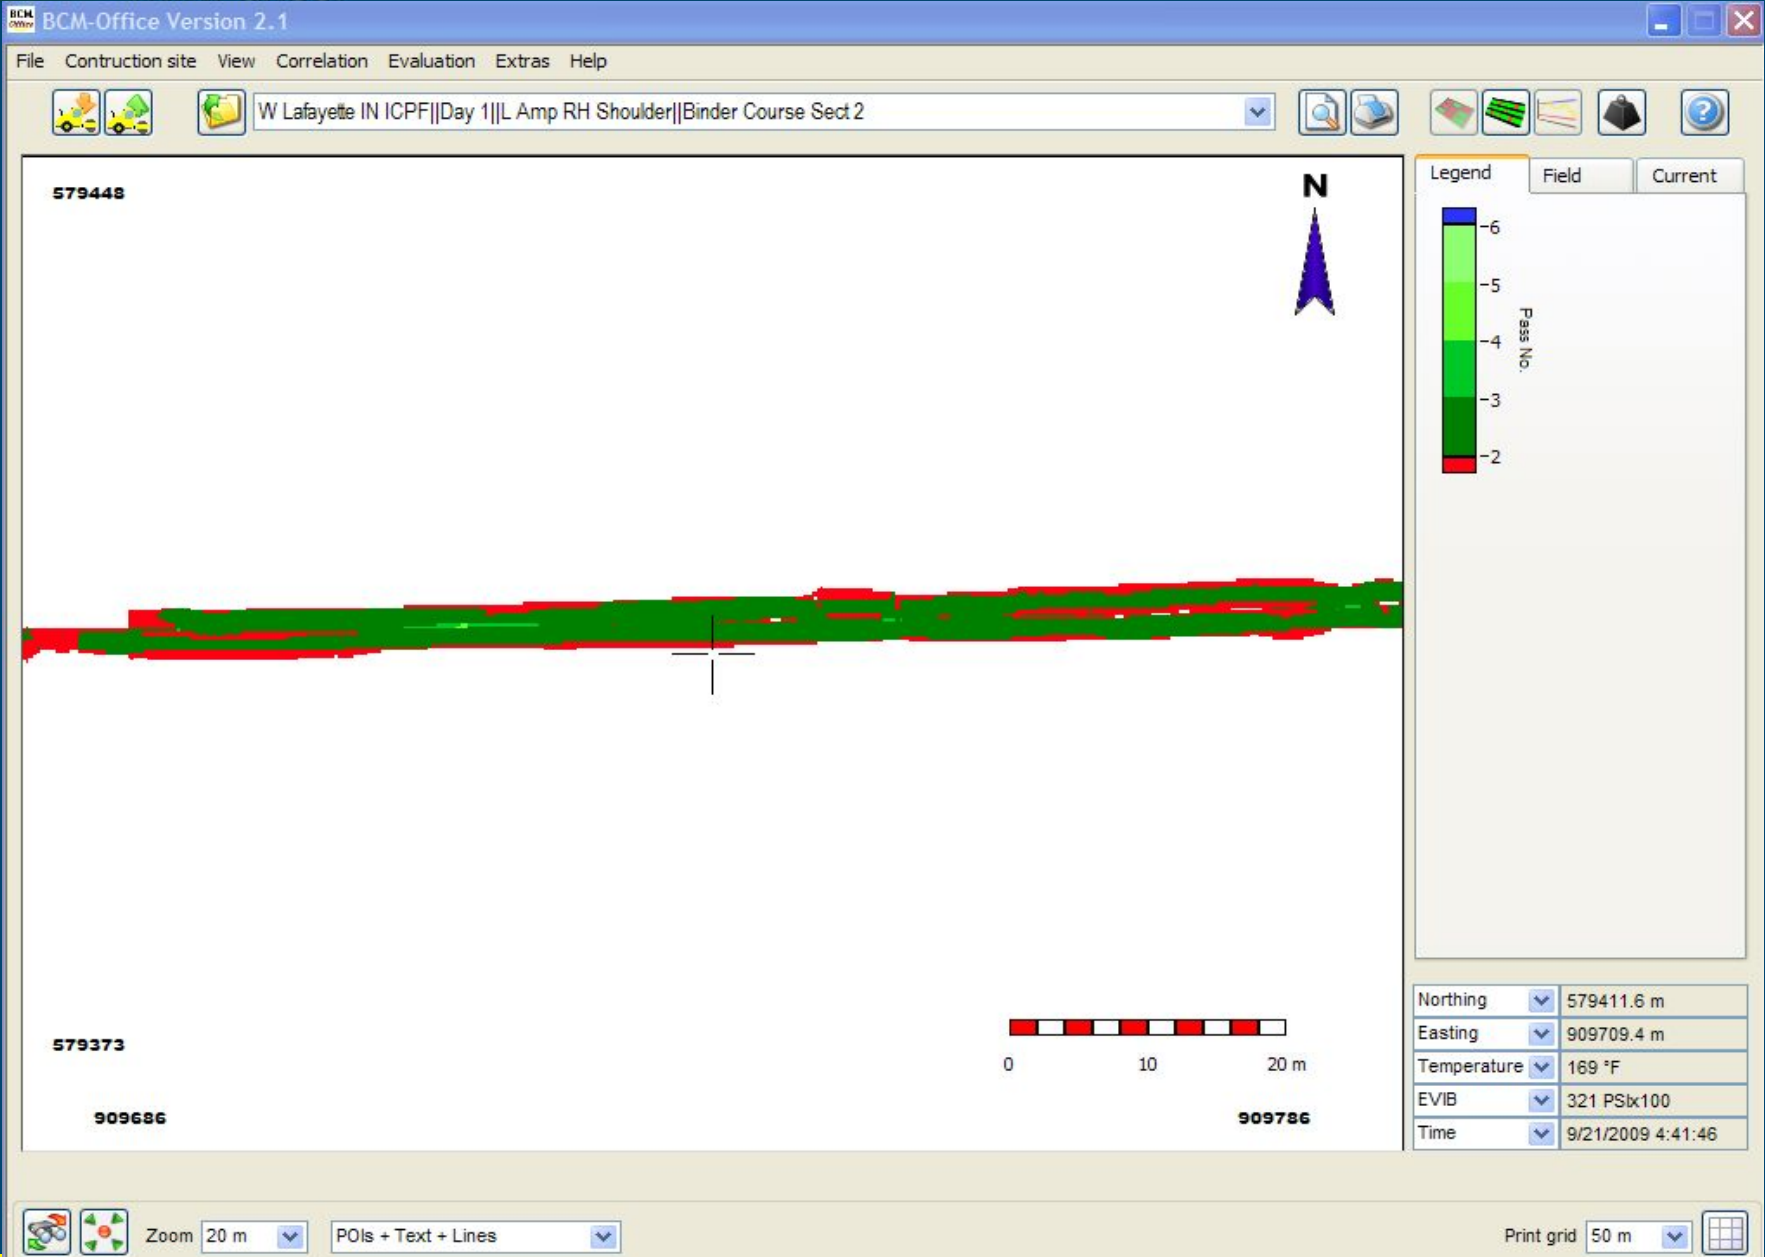 BCM Office BCM-Office Version 2.1
File Contruction site View Correlation Evaluation Extras Help
W Lafayette IN ICPF||Day 1||L Amp RH Shoulder||Binder Course Sect 2
579448
N
Legend Field Current
-6
-5
-4
-3
-2
Pass No.
579373
0 10 20 m
909686
909786
Northing 579411.6 m
Easting 909709.4 m
Temperature 169 °F
EVIB 321 PSIx100
Time 9/21/2009 4:41:46
Zoom 20 m POIs + Text + Lines Print grid 50 m